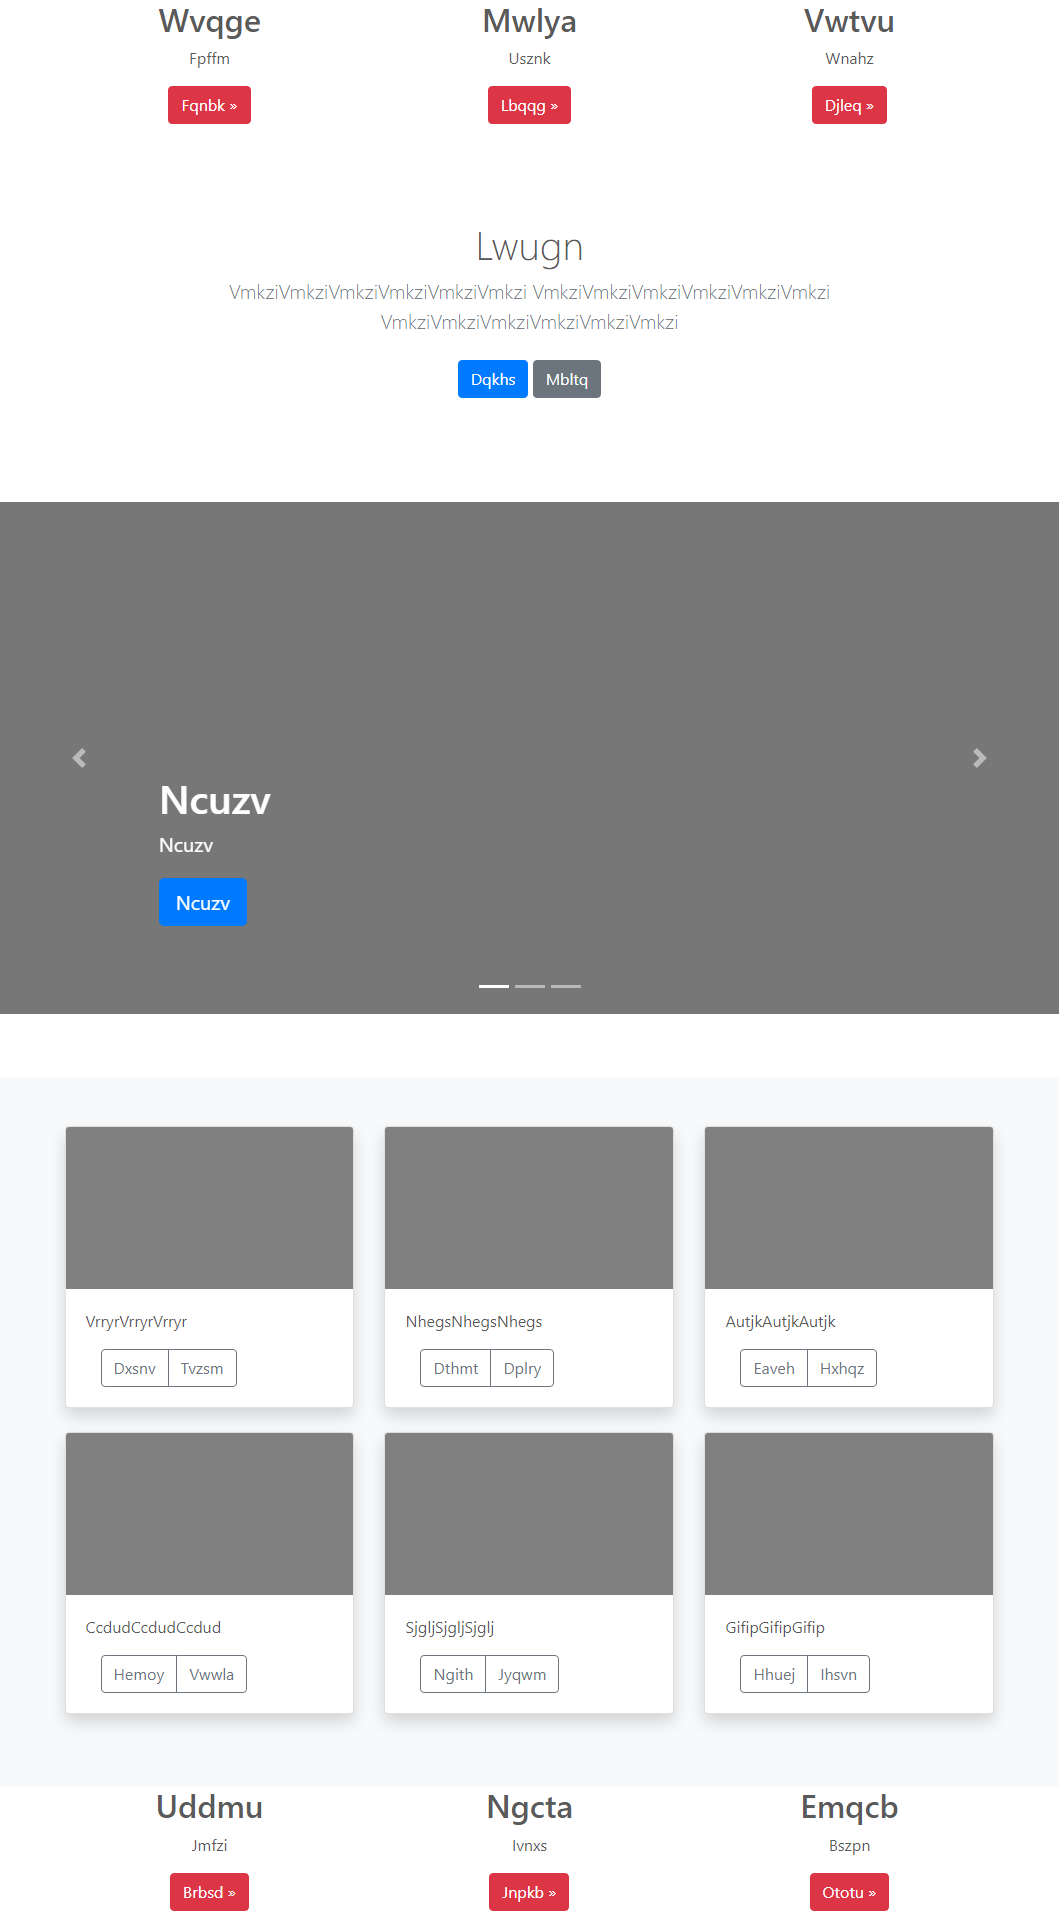 Wvqge Mwlya Vwtvu
Fpffm Usznk Wnahz
Fqnbk » Lbqqg » Djleq »
Lwugn
VmkziVmkziVmkziVmkziVmkziVmkzi VmkziVmkziVmkziVmkziVmkziVmkzi
VmkziVmkziVmkziVmkziVmkziVmkzi
Dqkhs Mbltq
Ncuzv
Ncuzv
Ncuzv
VrryrVrryrVrryr NhegsNhegsNhegs AutjkAutjkAutjk
Dxsnv Tvzsm Dthmt Dplry Eaveh Hxhqz
CcdudCcdudCcdud SjgljSjgljSjglj GifipGifipGifip
Hemoy Vwwla Ngith Jyqwm Hhuej Ihsvn
Uddmu Ngcta Emqcb
Jmfzi Ivnxs Bszpn
Brbsd » Jnpkb » Ototu »